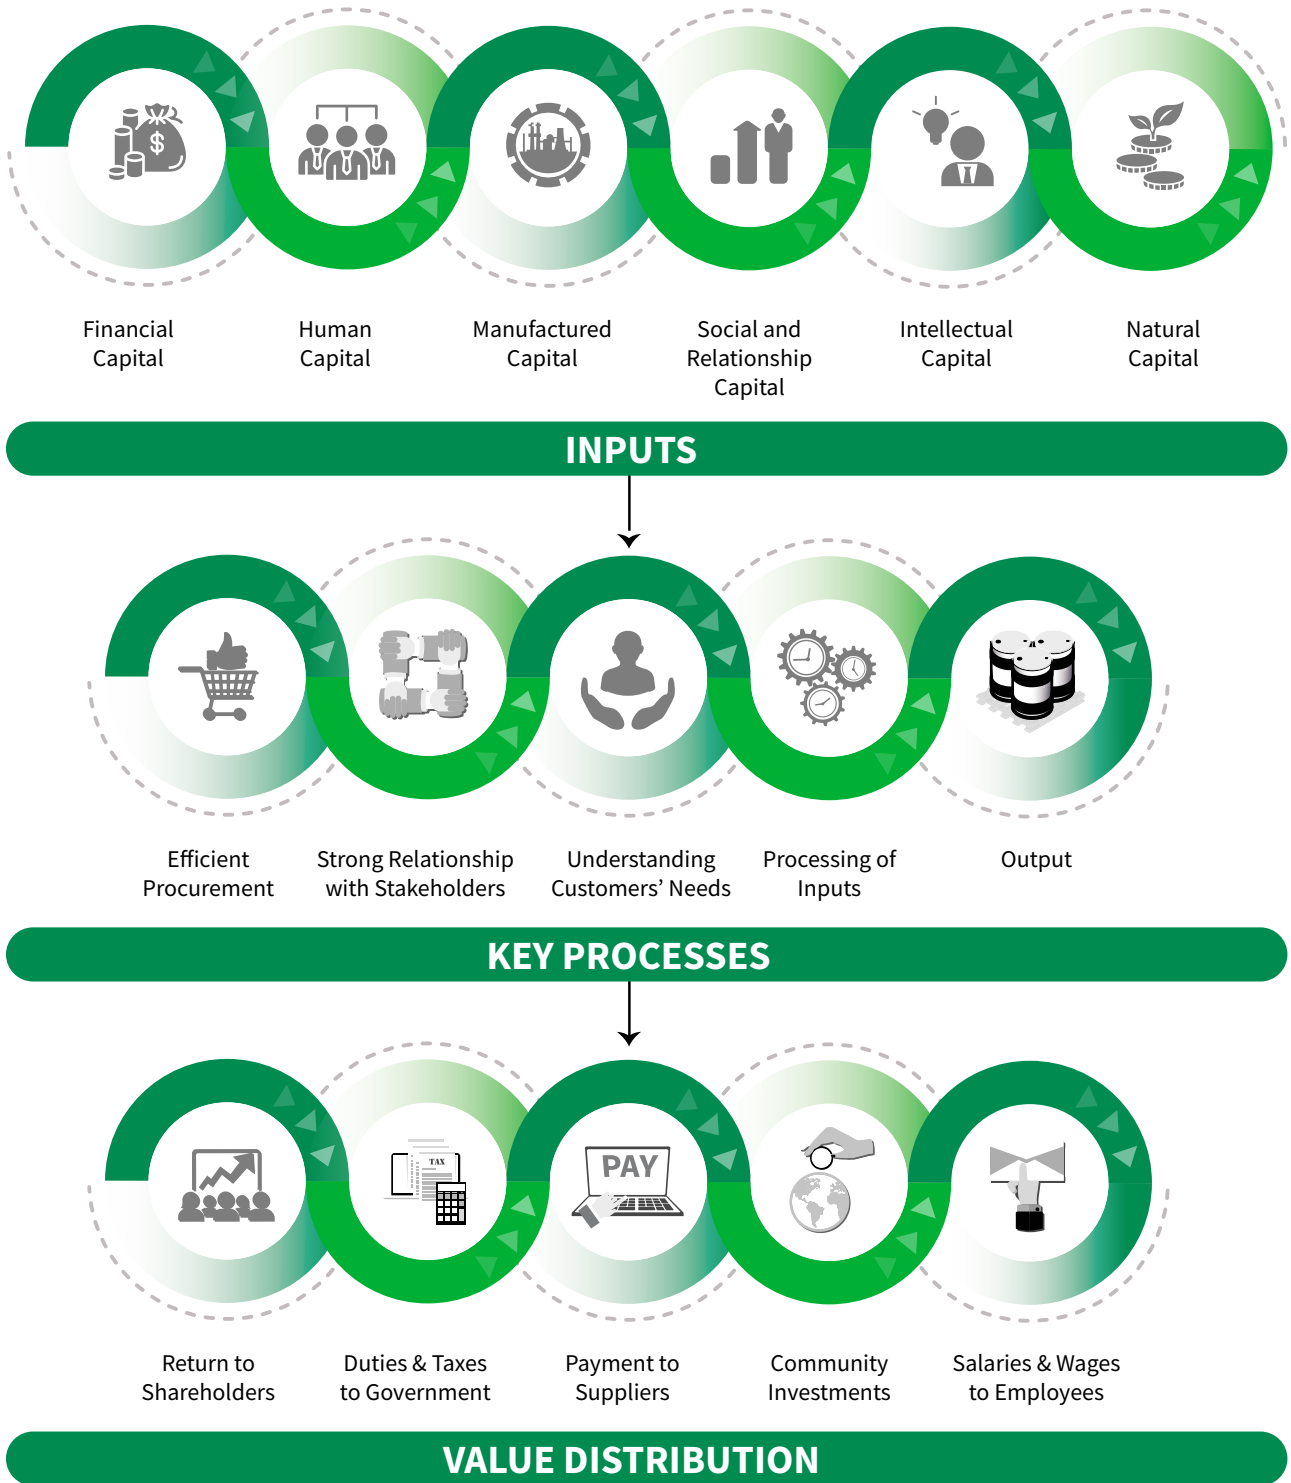 $
Financial
Capital
Human
Capital
Manufactured
Capital
Social and
Relationship
Capital
Intellectual
Capital
Natural
Capital
INPUTS
Efficient
Procurement
Strong Relationship
with Stakeholders
Understanding
Customers’ Needs
Processing of
Inputs
Output
KEY PROCESSES
TAX
PAY
Return to
Shareholders
Duties & Taxes
to Government
Payment to
Suppliers
Community
Investments
Salaries & Wages
to Employees
VALUE DISTRIBUTION